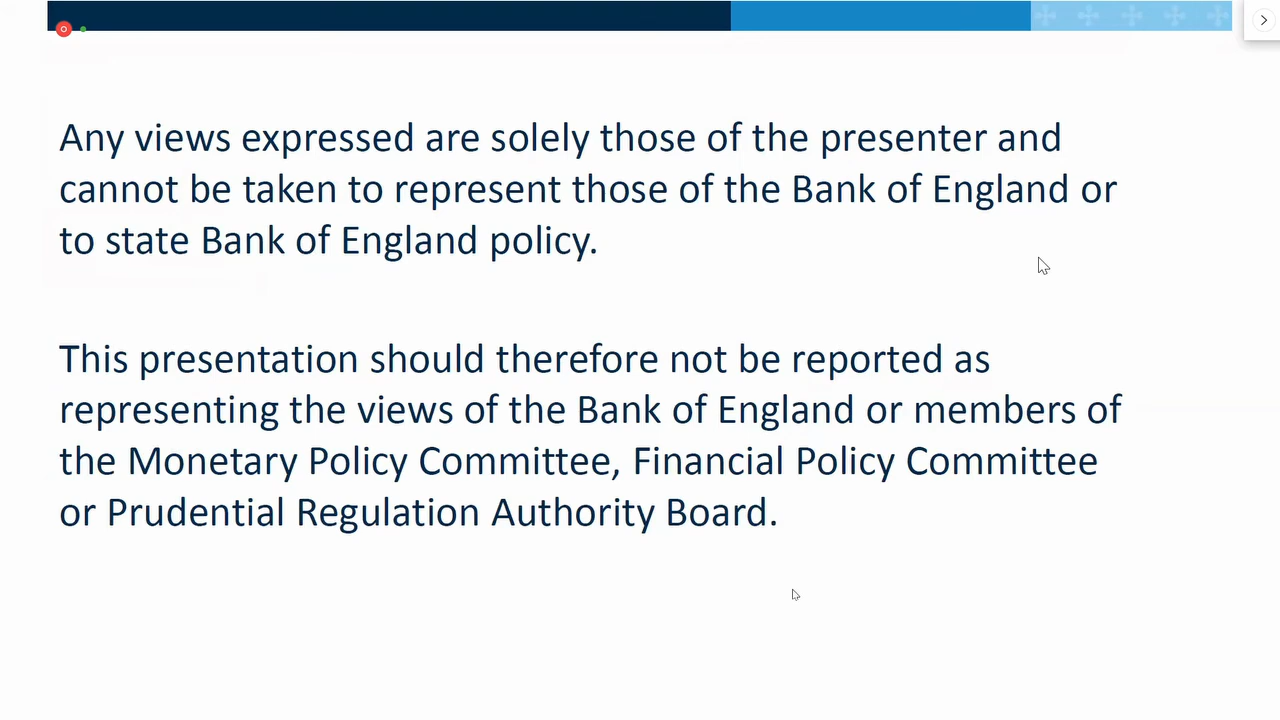 Any views expressed are solely those of the presenter and
cannot be taken to represent those of the Bank of England or
to state Bank of England policy.
This presentation should therefore not be reported as
representing the views of the Bank of England or members of
the Monetary Policy Committee, Financial Policy Committee
or Prudential Regulation Authority Board.